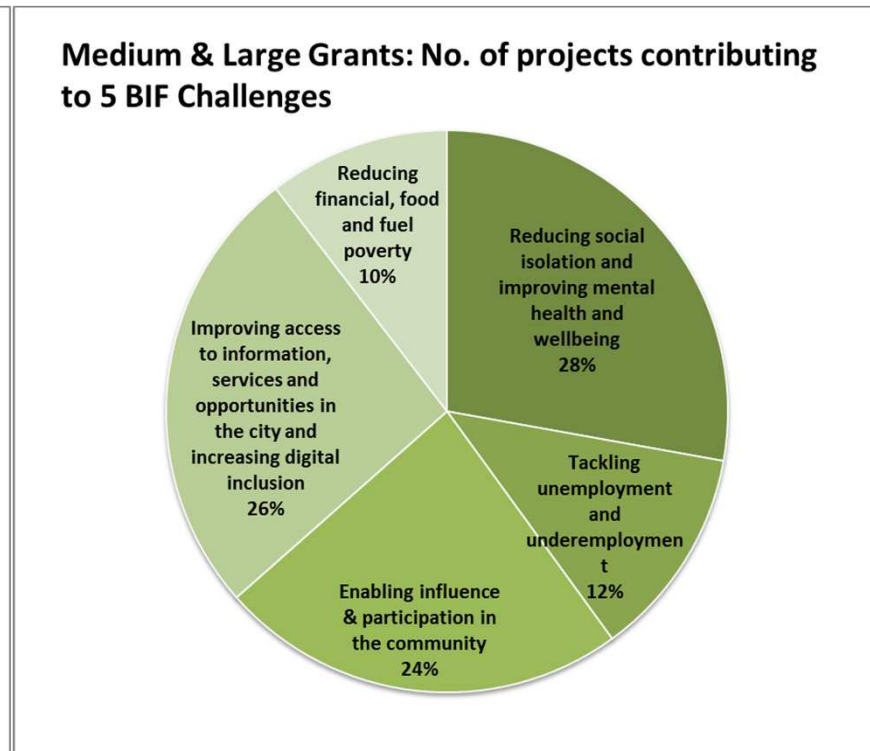 Medium & Large Grants: No. of projects contributing
to 5 BIF Challenges
Reducing
financial, food
and fuel
poverty
10%
Reducing social
isolation and
improving mental
health and
wellbeing
28%
Improving access
to information,
services and
opportunities in
the city and
increasing digital
inclusion
26%
Tackling
unemployment
and
underemploymen
t
12%
Enabling influence
& participation in
the community
24%